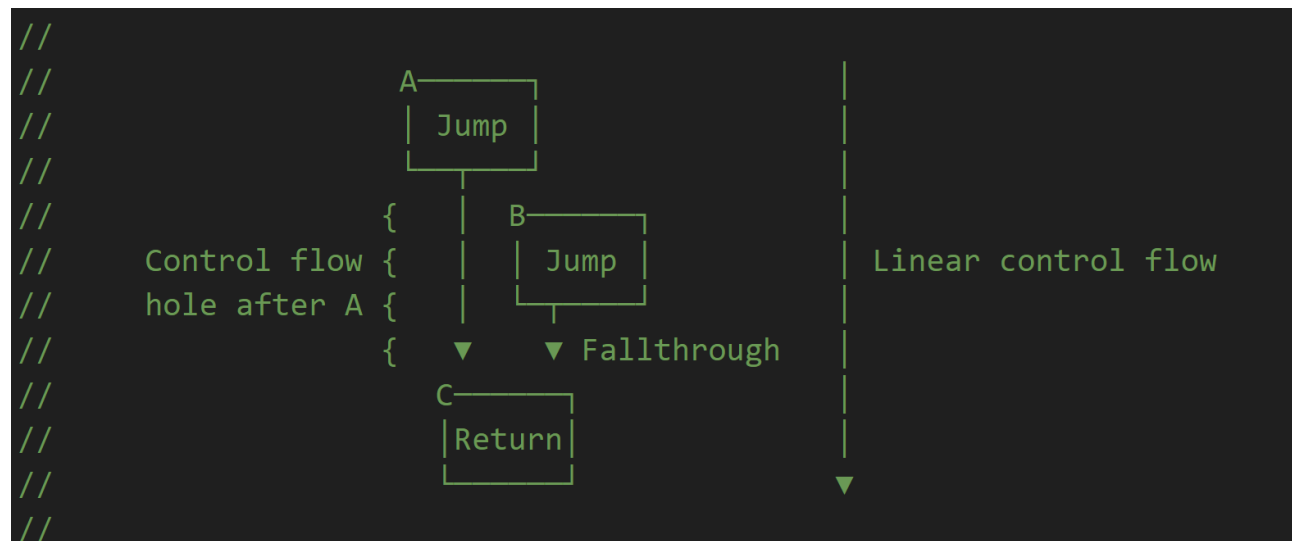 //
// A
// Jump
//
// { B
// Control flow { Jump Linear control flow
// hole after A {
// { ▼ ▼ Fallthrough
// C
// Return
// ▼
//